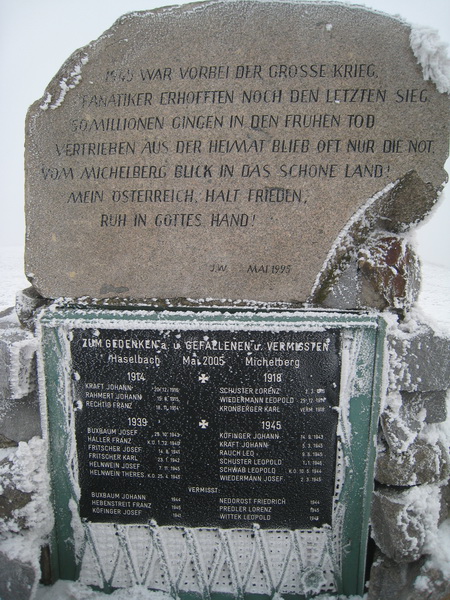 1945 WAR VORBEI DER GROSSE KRIEG,
FANATIKER ERHOFFTEN NOCH DEN LETZTEN SIEG,
50 MILLIONEN GINGEN IN DEN FRÜHEN TOD
VERTRIEBEN AUS DER HEIMAT BLIEB OFT NUR DIE NOT,
VOM MICHELBERG BLICK IN DAS SCHÖNE LAND!
MEIN ÖSTERREICH, HALT FRIEDEN,
RUH IN GOTTES HAND!
J.W. MAI 1995
ZUM GEDENKEN a. u. GEFALLENEN u. VERMISSTEN
Haselbach Mai 2005 Michelberg
1914 1918
KRAFT JOHANN
RAHMERT JOHANN
RECHTIG FRANZ
SCHUSTER LORENZ
WIEDERMANN LEOPOLD
KRONBERGER KARL VERM. 1918
1939 1945
BUXBAUM JOSEF
HALLER FRANZ
FRITSCHER JOSEF
FRITSCHER KARL
HELNWEIN JOSEF
HELNWEIN THERES
KÖFINGER JOHANN
KRAFT JOHANN
RAUCH LEO
SCHUSTER LEOPOLD
SCHWAB LEOPOLD
WIEDERMANN JOSEF
VERMISST:
BUXBAUM JOHANN 1944
HEBENSTREIT FRANZ
KÖFINGER JOSEF
NEDOROST FRIEDRICH 1944
PREDLER LORENZ
WITTEK LEOPOLD